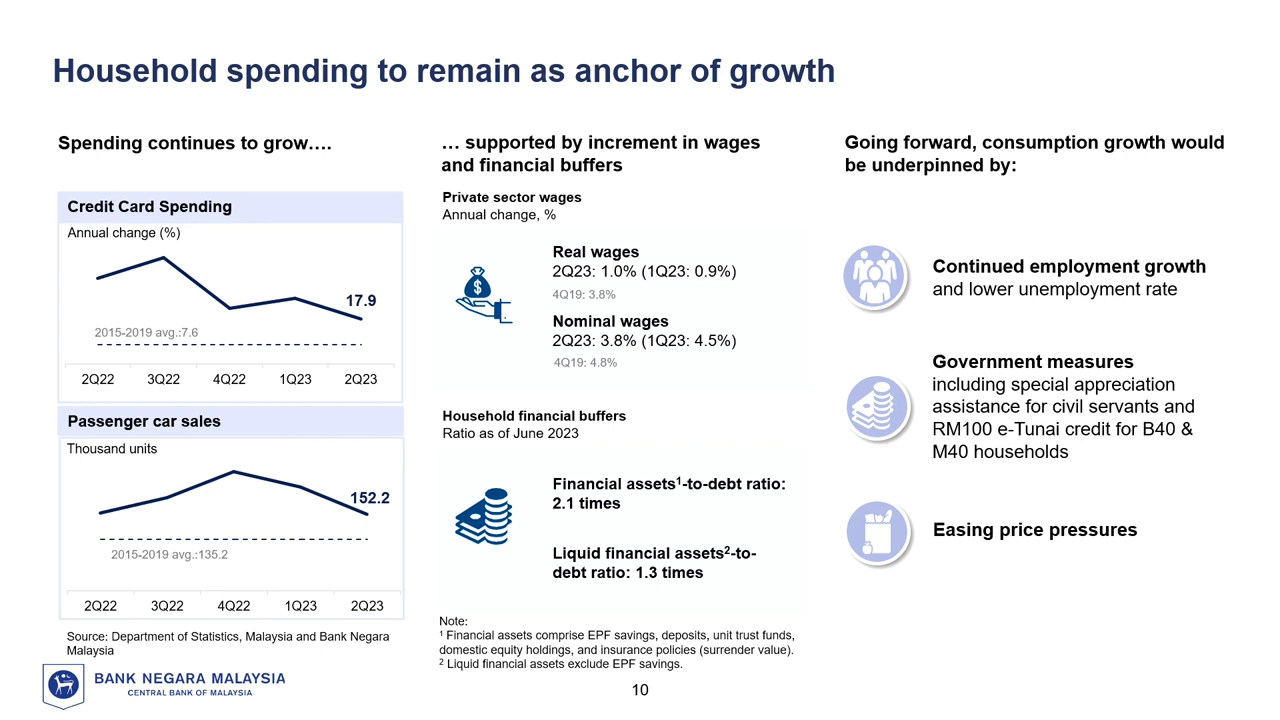 Household spending to remain as anchor of growth
Spending continues to grow….
Credit Card Spending
Annual change (%)
17.9
2015-2019 avg.:7.6
2Q22 3Q22 4Q22 1Q23 2Q23
Passenger car sales
Thousand units
152.2
2015-2019 avg.:135.2
2Q22 3Q22 4Q22 1Q23 2Q23
Source: Department of Statistics, Malaysia and Bank Negara
Malaysia
… supported by increment in wages
and financial buffers
Private sector wages
Annual change, %
$
Real wages
2Q23: 1.0% (1Q23: 0.9%)
4Q19: 3.8%
Nominal wages
2Q23: 3.8% (1Q23: 4.5%)
4Q19: 4.8%
Household financial buffers
Ratio as of June 2023
Financial assets¹-to-debt ratio:
2.1 times
Liquid financial assets²-to-
debt ratio: 1.3 times
Note:
¹ Financial assets comprise EPF savings, deposits, unit trust funds,
domestic equity holdings, and insurance policies (surrender value).
² Liquid financial assets exclude EPF savings.
Going forward, consumption growth would
be underpinned by:
Continued employment growth
and lower unemployment rate
Government measures
including special appreciation
assistance for civil servants and
RM100 e-Tunai credit for B40 &
M40 households
Easing price pressures
BANK NEGARA MALAYSIA
CENTRAL BANK OF MALAYSIA
10